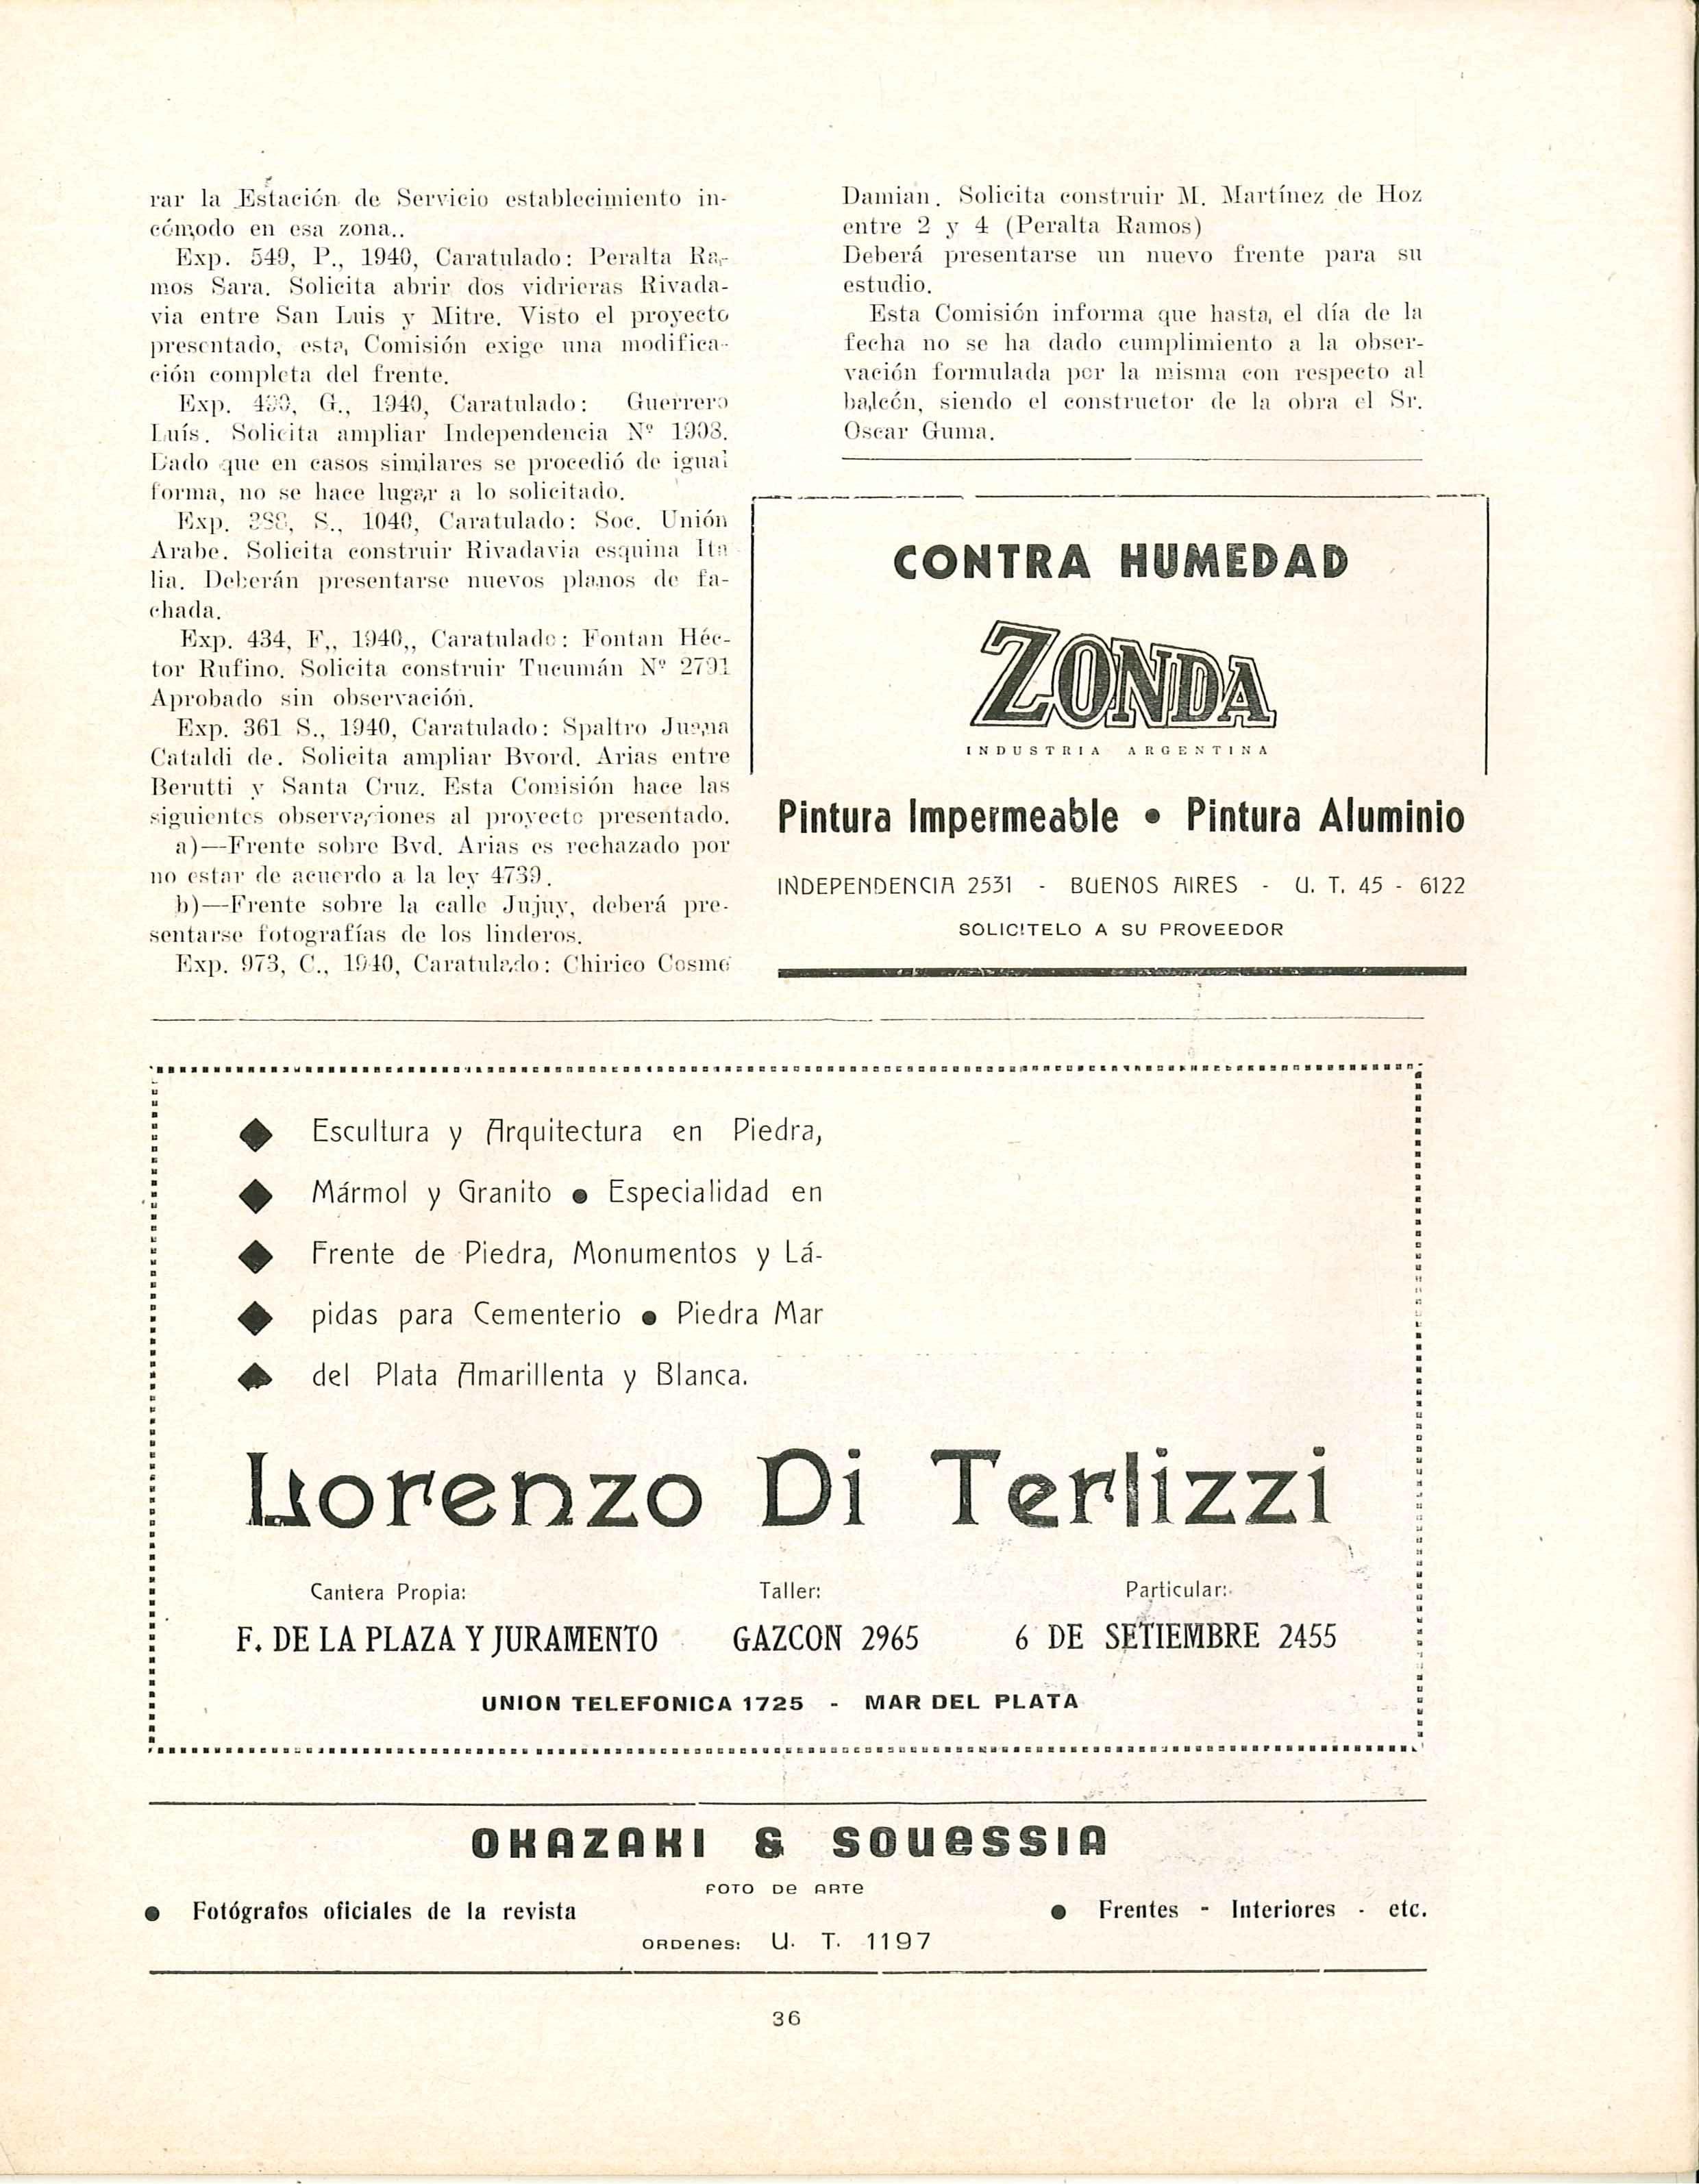 rar la Estación de Servicio establecimiento in-
cómodo en esa zona..
Exp. 549, P., 1940, Caratulado: Peralta Ra-
mos Sara. Solicita abrir dos vidrieras Rivada-
via entre San Luis y Mitre. Visto el proyecto
presentado, esta, Comisión exige una modifica-
ción completa del frente.
Exp. G., 1940, Caratulado: Guerrero
Luís. Solicita ampliar Independencia Nº 1908.
Dado que en casos similares se procedió de igual
forma, no se hace lugar a lo solicitado.
Exp. S., 1040, Caratulado: Soc. Unión
Arabe. Solicita construir Rivadavia esquina Ita
lia. Deberán presentarse nuevos planos de fa-
chada.
Exp. 434, F,, 1940,, Caratulado: Fontan Héc-
tor Rufino. Solicita construir Tucumán Nº 2791
Aprobado sin observación.
Exp. 361 S., 1940, Caratulado: Spaltro Juana
Cataldi de. Solicita ampliar Bvord. Arias entre
Berutti y Santa Cruz. Esta Comisión hace las
siguientes observaciones al proyecto presentado.
a)—Frente sobre Bvd. Arias es rechazado por
no estar de acuerdo a la ley 4739.
b)—Frente sobre la calle Jujuy, deberá pre-
sentarse fotografías de los linderos.
Exp. 973, C., 1940, Caratulado: Chirico Cosme
Damian. Solicita construir M. Martínez de Hoz
entre 2 y 4 (Peralta Ramos)
Deberá presentarse un nuevo frente para su
estudio.
Esta Comisión informa que hasta, el día de la
fecha no se ha dado cumplimiento a la obser-
vación formulada por la misma con respecto al
balcón, siendo el constructor de la obra el Sr.
Oscar Guma.
CONTRA HUMEDAD
ZONDA
INDUSTRIA ARGENTINA
Pintura Impermeable • Pintura Aluminio
INDEPENDENCIA 2531 - BUENOS AIRES - U. T. 45 - 6122
SOLICITELO A SU PROVEEDOR
◆ Escultura y Arquitectura en Piedra,
◆ Mármol y Granito ● Especialidad en
◆ Frente de Piedra, Monumentos y Lá-
◆ pidas para Cementerio ● Piedra Mar
◆ del Plata Amarillenta y Blanca.
Lorenzo Di Terlizzi
Cantera Propia: Taller: Particular:
F. DE LA PLAZA Y JURAMENTO GAZCON 2965 6 DE SETIEMBRE 2455
UNION TELEFONICA 1725 - MAR DEL PLATA
OKAZAKI & SOUESSIA
FOTO DE ARTE
● Fotógrafos oficiales de la revista ● Frentes - Interiores - etc.
ORDENES: U. T. 1197
36